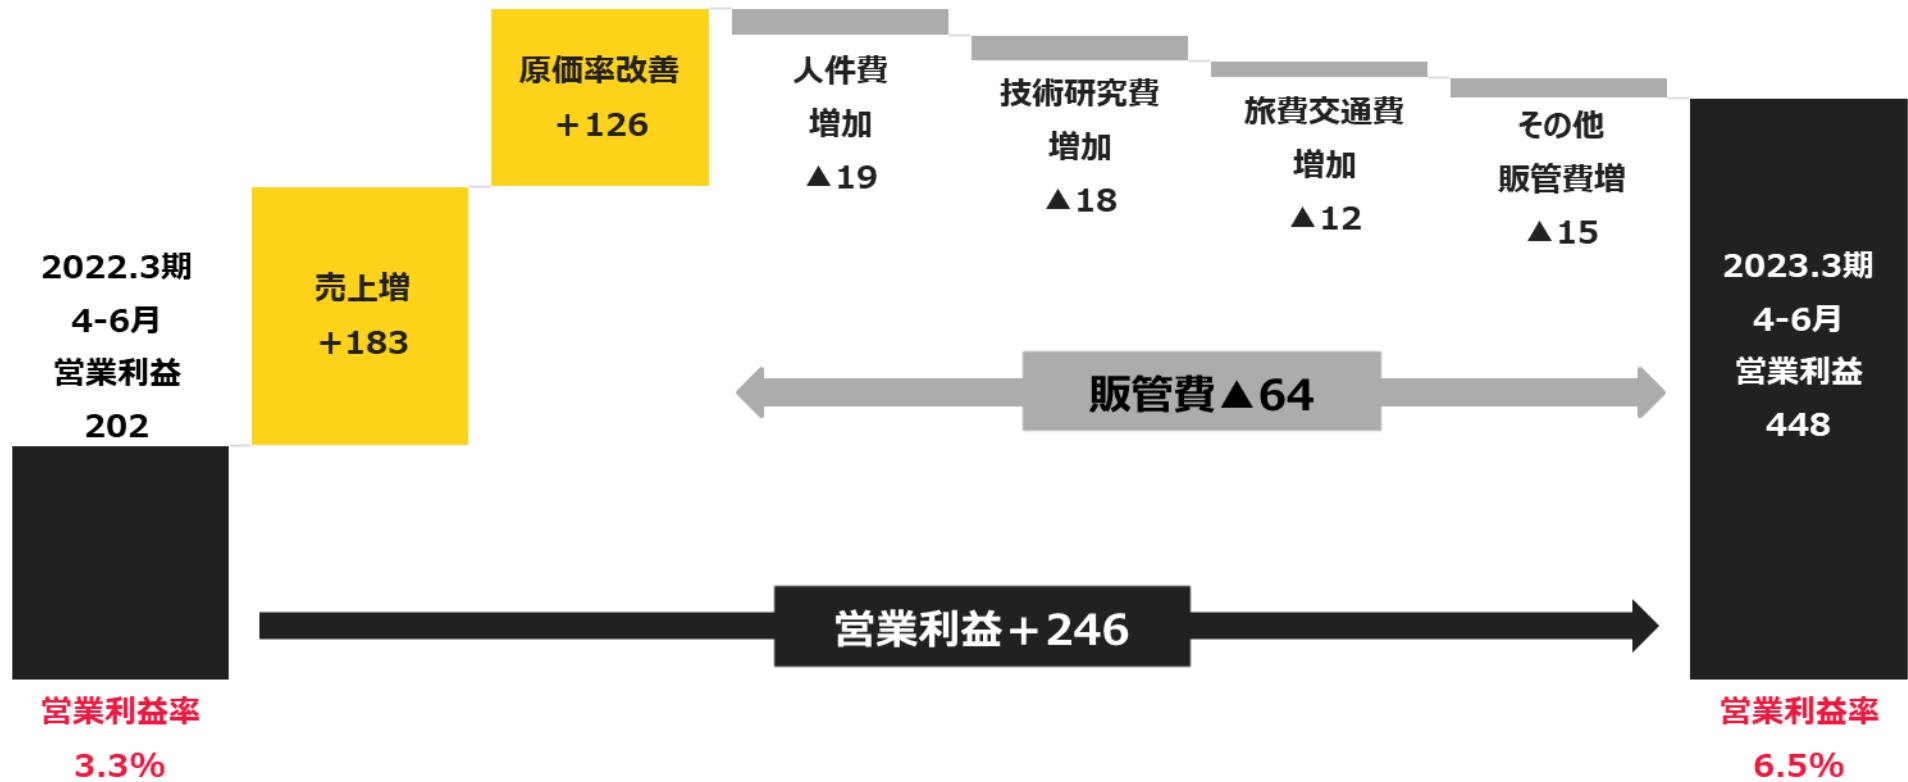 2022.3期
4-6月
営業利益
202
営業利益率
3.3%
売上増
+183
原価率改善
+126
人件費
増加
▲19
技術研究費
増加
▲18
旅費交通費
増加
▲12
その他
販管費増
▲15
販管費▲64
営業利益+246
2023.3期
4-6月
営業利益
448
営業利益率
6.5%